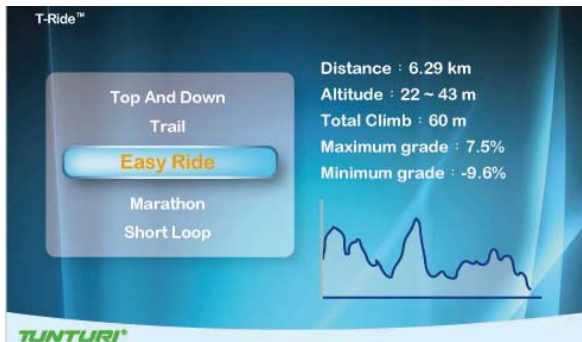 T-Ride™
Top And Down
Trail
Easy Ride
Marathon
Short Loop
Distance : 6.29 km
Altitude : 22 ~ 43 m
Total Climb : 60 m
Maximum grade : 7.5%
Minimum grade : -9.6%
TUNTURI®